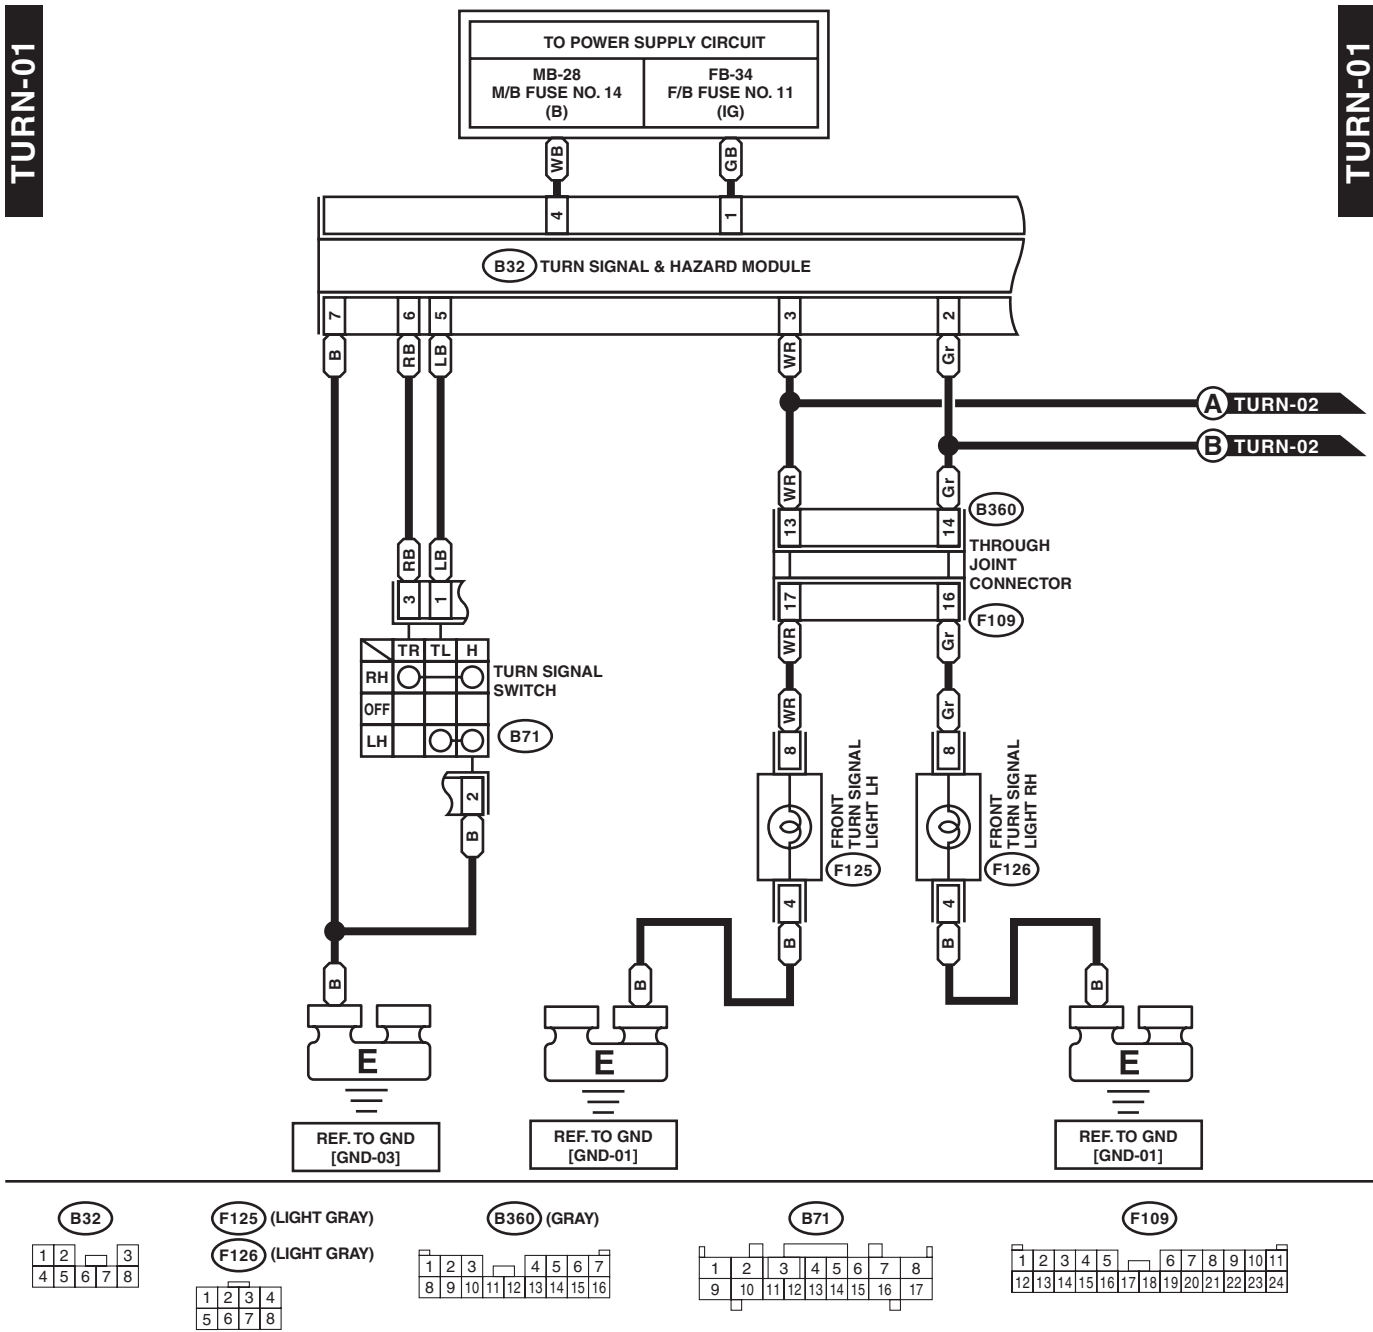 TURN-01
TURN-01
TO POWER SUPPLY CIRCUIT
MB-28
M/B FUSE NO. 14
(B)
FB-34
F/B FUSE NO. 11
(IG)
WB
GB
4
1
B32 TURN SIGNAL & HAZARD MODULE
7
6
5
3
2
B
RB
LB
WR
Gr
A TURN-02
B TURN-02
WR
Gr
B360
13
14
THROUGH
JOINT
CONNECTOR
RB
LB
3
1
17
16
F109
WR
Gr
TR TL H
RH
OFF
LH
TURN SIGNAL
SWITCH
B71
WR
Gr
8
8
2
B
FRONT
TURN SIGNAL
LIGHT LH
F125
FRONT
TURN SIGNAL
LIGHT RH
F126
4
4
B
B
B
B
B
E
E
E
REF. TO GND
[GND-03]
REF. TO GND
[GND-01]
REF. TO GND
[GND-01]
B32
1 2 3
4 5 6 7 8
F125 (LIGHT GRAY)
F126 (LIGHT GRAY)
1 2 3 4
5 6 7 8
B360 (GRAY)
1 2 3 4 5 6 7
8 9 10 11 12 13 14 15 16
B71
1 2 3 4 5 6 7 8
9 10 11 12 13 14 15 16 17
F109
1 2 3 4 5 6 7 8 9 10 11
12 13 14 15 16 17 18 19 20 21 22 23 24